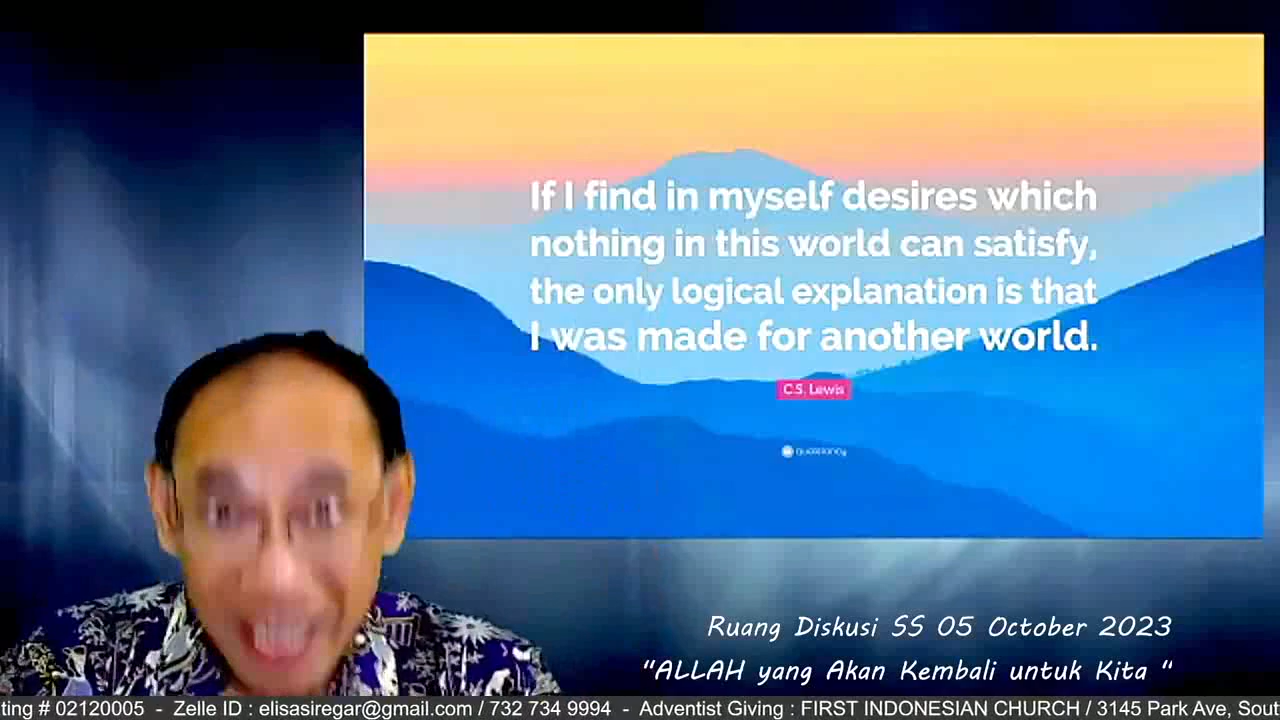 If I find in myself desires which
nothing in this world can satisfy,
the only logical explanation is that
I was made for another world.
C.S. Lewis
quotefancy
Ruang Diskusi SS 05 October 2023
"ALLAH yang Akan Kembali untuk Kita "
ting # 02120005 - Zelle ID : elisasiregar@gmail.com / 732 734 9994 - Adventist Giving : FIRST INDONESIAN CHURCH / 3145 Park Ave, Sout